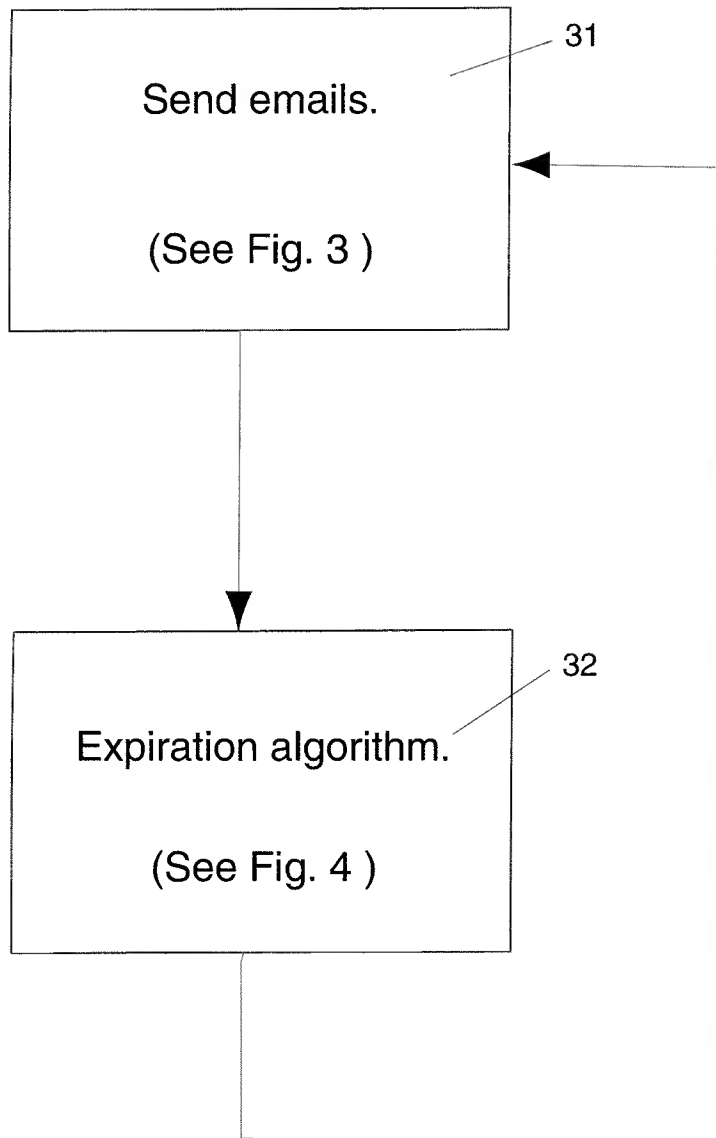 31
Send emails.
(See Fig. 3 )
32
Expiration algorithm.
(See Fig. 4 )